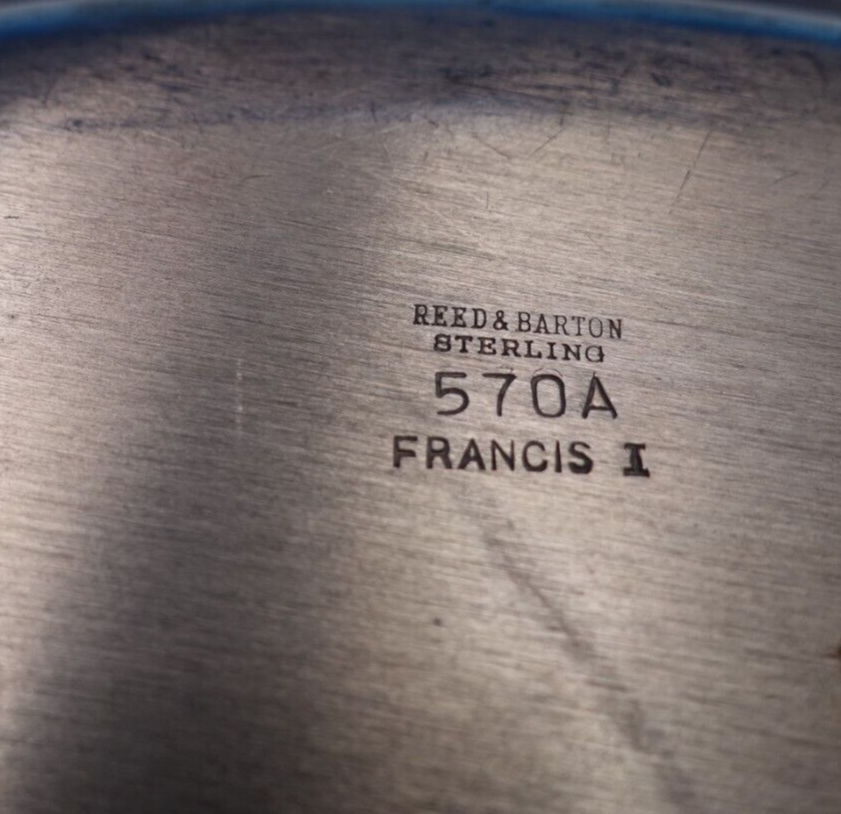 REED & BARTON
STERLING
570A
FRANCIS I